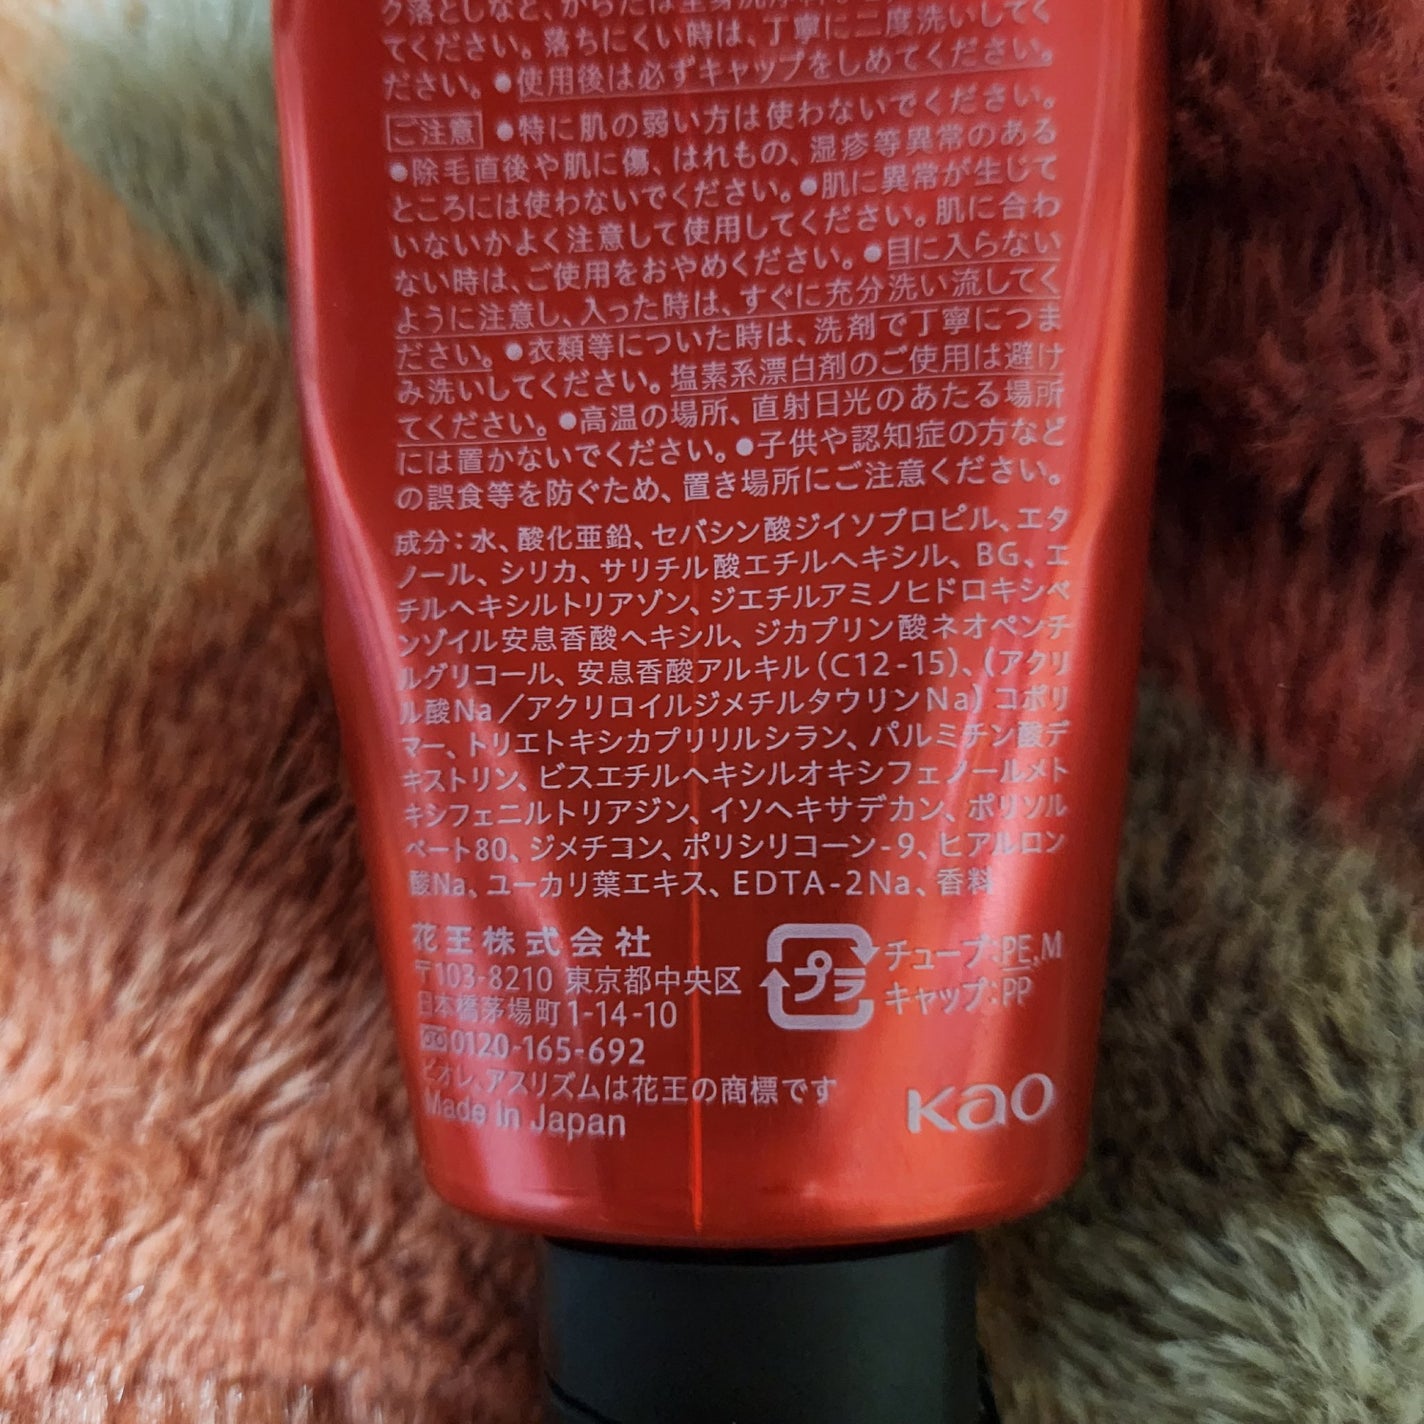 ク落としなど、からだは全身洗浄料
てください。落ちにくい時は、丁寧に二度洗いしてく
ださい。●使用後は必ずキャップをしめてください。
ご注意 ●特に肌の弱い方は使わないでください。
●除毛直後や肌に傷、はれもの、湿疹等異常のある
ところには使わないでください。●肌に異常が生じて
いないかよく注意して使用してください。肌に合わ
ない時は、ご使用をおやめください。●目に入らない
ように注意し、入った時は、すぐに充分洗い流してく
ださい。●衣類等についた時は、洗剤で丁寧につま
み洗いしてください。塩素系漂白剤のご使用は避け
てください。●高温の場所、直射日光のあたる場所
には置かないでください。●子供や認知症の方など
の誤食等を防ぐため、置き場所にご注意ください。
成分：水、酸化亜鉛、セバシン酸ジイソプロピル、エタ
ノール、シリカ、サリチル酸エチルヘキシル、BG、エ
チルヘキシルトリアゾン、ジエチルアミノヒドロキシベ
ンゾイル安息香酸ヘキシル、ジカプリン酸ネオペンチ
ルグリコール、安息香酸アルキル（C12-15）、（アクリ
ル酸Na／アクリロイルジメチルタウリンNa）コポリ
マー、トリエトキシカプリリルシラン、パルミチン酸デ
キストリン、ビスエチルヘキシルオキシフェノールメト
キシフェニルトリアジン、イソヘキサデカン、ポリソル
ベート80、ジメチコン、ポリシリコーン-9、ヒアルロン
酸Na、ユーカリ葉エキス、EDTA-2Na、香料
花王株式会社
〒103-8210 東京都中央区
日本橋茅場町1-14-10
0120-165-692
ビオレ、アスリズムは花王の商標です
Made in Japan
プラ
チューブ：PE,M
キャップ：PP
Kao